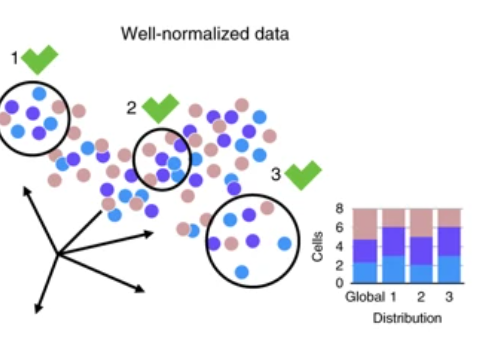 Well-normalized data
1
2
3
8
6
4
2
0
Cells
Global 1 2 3
Distribution